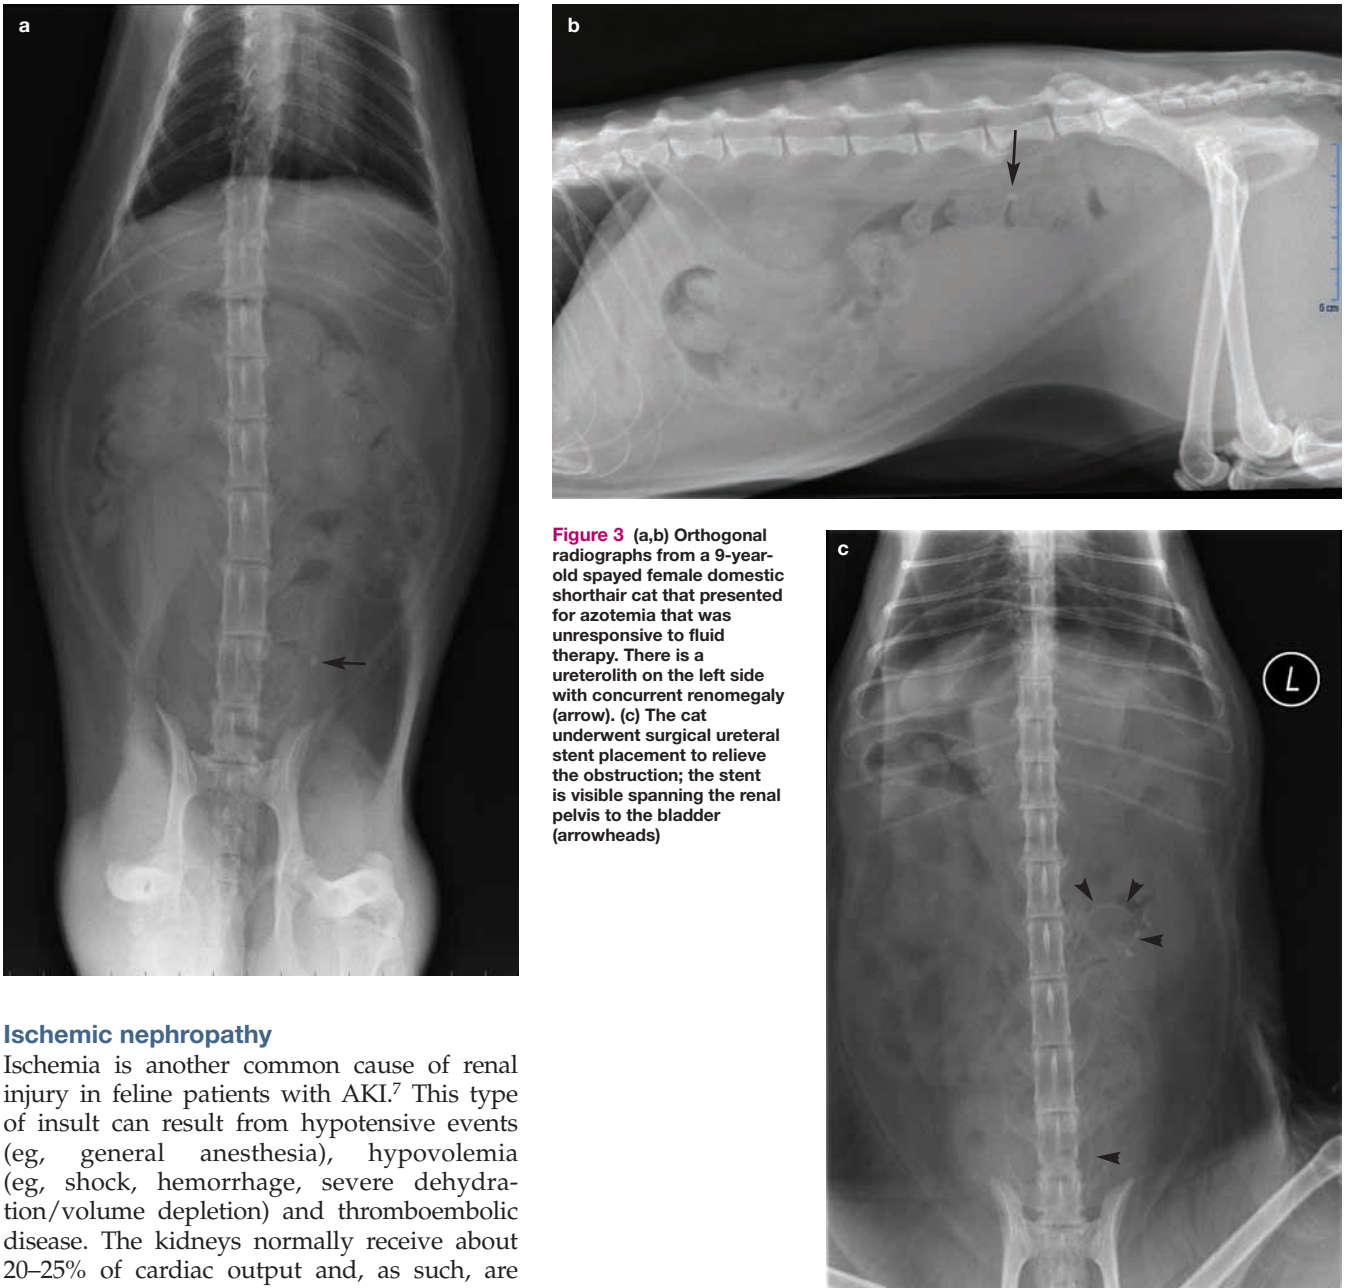 a
b
6 cm
Figure 3 (a,b) Orthogonal
radiographs from a 9-year-
old spayed female domestic
shorthair cat that presented
for azotemia that was
unresponsive to fluid
therapy. There is a
ureterolith on the left side
with concurrent renomegaly
(arrow). (c) The cat
underwent surgical ureteral
stent placement to relieve
the obstruction; the stent
is visible spanning the renal
pelvis to the bladder
(arrowheads)
c
L
Ischemic nephropathy
Ischemia is another common cause of renal
injury in feline patients with AKI.7 This type
of insult can result from hypotensive events
(eg, general anesthesia), hypovolemia
(eg, shock, hemorrhage, severe dehydra-
tion/volume depletion) and thromboembolic
disease. The kidneys normally receive about
20–25% of cardiac output and, as such, are